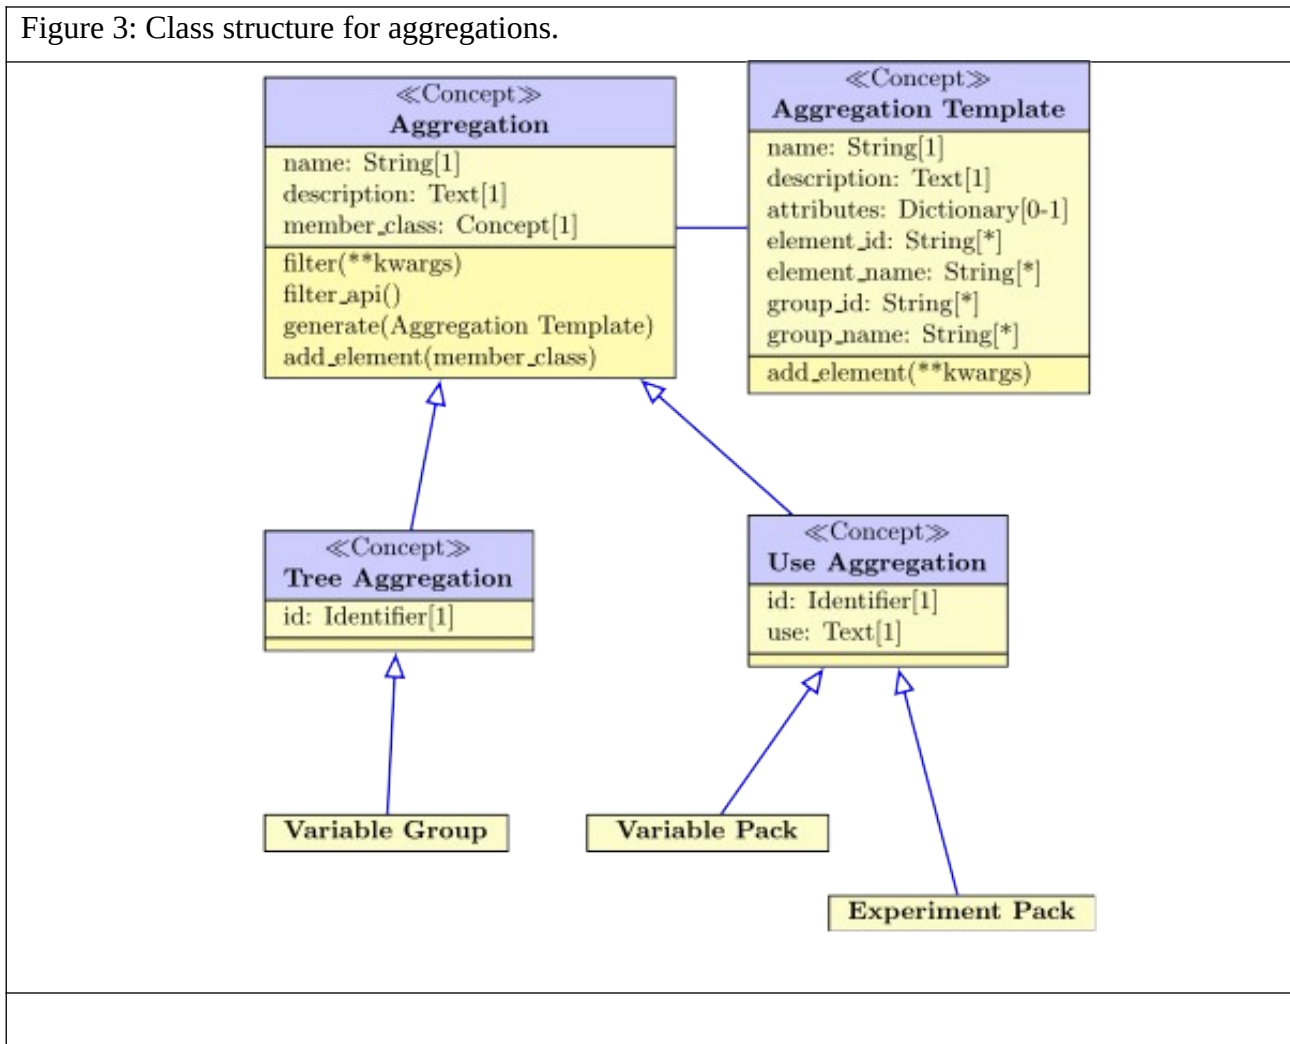 Figure 3: Class structure for aggregations.
≪Concept≫
Aggregation
name: String[1]
description: Text[1]
member_class: Concept[1]
filter(**kwargs)
filter_api()
generate(Aggregation Template)
add_element(member_class)
≪Concept≫
Aggregation Template
name: String[1]
description: Text[1]
attributes: Dictionary[0-1]
element_id: String[*]
element_name: String[*]
group_id: String[*]
group_name: String[*]
add_element(**kwargs)
≪Concept≫
Tree Aggregation
id: Identifier[1]
≪Concept≫
Use Aggregation
id: Identifier[1]
use: Text[1]
Variable Group
Variable Pack
Experiment Pack